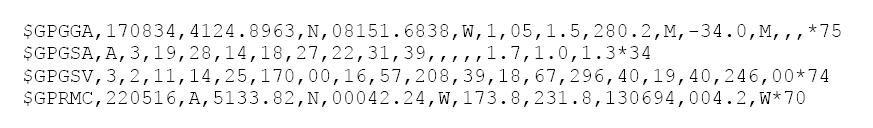 $GPGGA,170834,4124.8963,N,08151.6838,W,1,05,1.5,280.2,M,-34.0,M,,,*75
$GPGSA,A,3,19,28,14,18,27,22,31,39,,,,,1.7,1.0,1.3*34
$GPGSV,3,2,11,14,25,170,00,16,57,208,39,18,67,296,40,19,40,246,00*74
$GPRMC,220516,A,5133.82,N,00042.24,W,173.8,231.8,130694,004.2,W*70